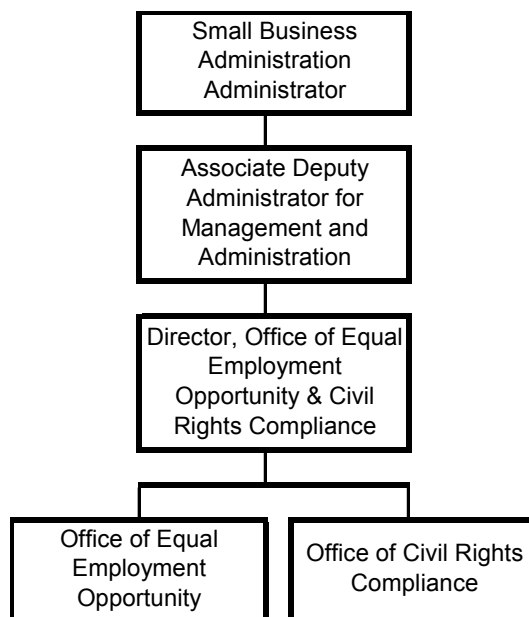 Small Business
Administration
Administrator
Associate Deputy
Administrator for
Management and
Administration
Director, Office of Equal
Employment
Opportunity & Civil
Rights Compliance
Office of Equal
Employment
Opportunity
Office of Civil Rights
Compliance